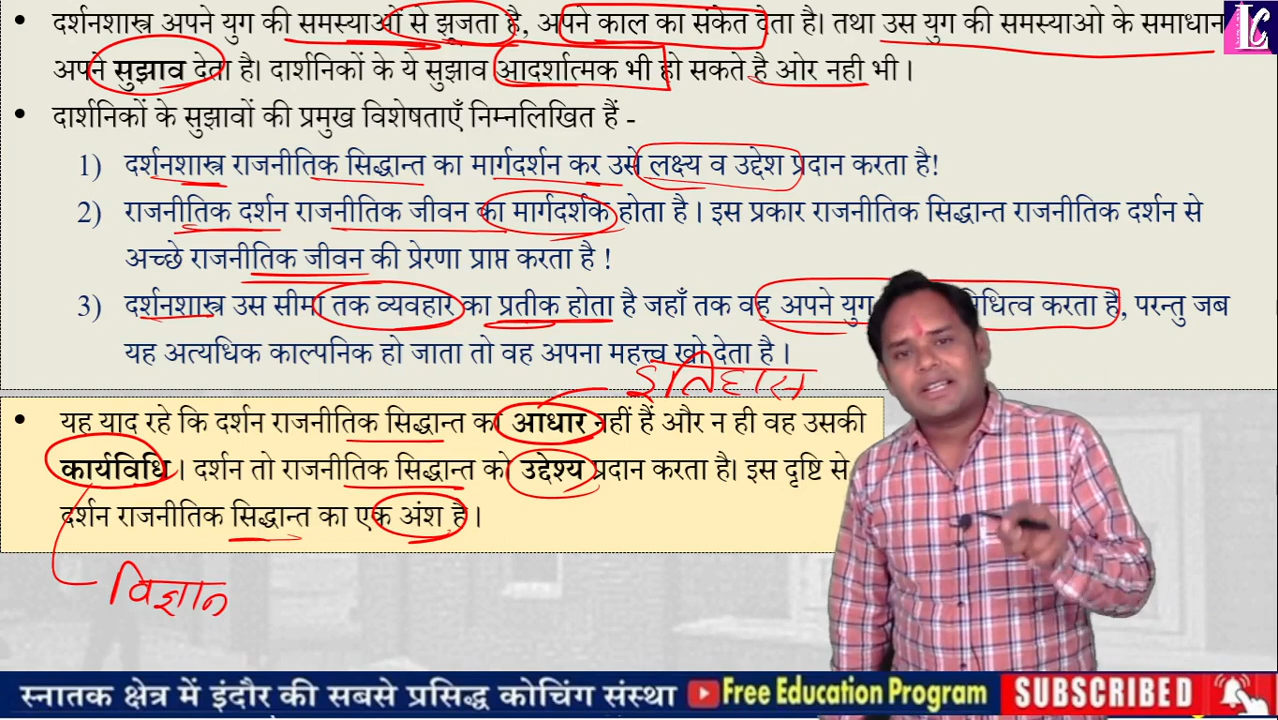 दर्शनशास्त्र अपने युग की समस्याओं से झूजता है, अपने काल का संकेत देता है। तथा उस युग की समस्याओ के समाधान
अपने सुझाव देता है। दार्शनिकों के ये सुझाव आदर्शात्मक भी हो सकते है ओर नही भी।
LC
दार्शनिकों के सुझावों की प्रमुख विशेषताएँ निम्नलिखित हैं -
1) दर्शनशास्त्र राजनीतिक सिद्धान्त का मार्गदर्शन कर उसे लक्ष्य व उद्देश प्रदान करता है!
2) राजनीतिक दर्शन राजनीतिक जीवन का मार्गदर्शक होता है। इस प्रकार राजनीतिक सिद्धान्त राजनीतिक दर्शन से
अच्छे राजनीतिक जीवन की प्रेरणा प्राप्त करता है !
3) दर्शनशास्त्र उस सीमा तक व्यवहार का प्रतीक होता है जहाँ तक वह अपने युग धित्व करता है, परन्तु जब
यह अत्यधिक काल्पनिक हो जाता तो वह अपना महत्त्व खो देता है।
इतिहास
यह याद रहे कि दर्शन राजनीतिक सिद्धान्त का आधार नहीं हैं और न ही वह उसकी
कार्यविधि। दर्शन तो राजनीतिक सिद्धान्त को उद्देश्य प्रदान करता है। इस दृष्टि से
दर्शन राजनीतिक सिद्धान्त का एक अंश है।
विज्ञान
स्नातक क्षेत्र में इंदौर की सबसे प्रसिद्ध कोचिंग संस्था Free Education Program SUBSCRIBED